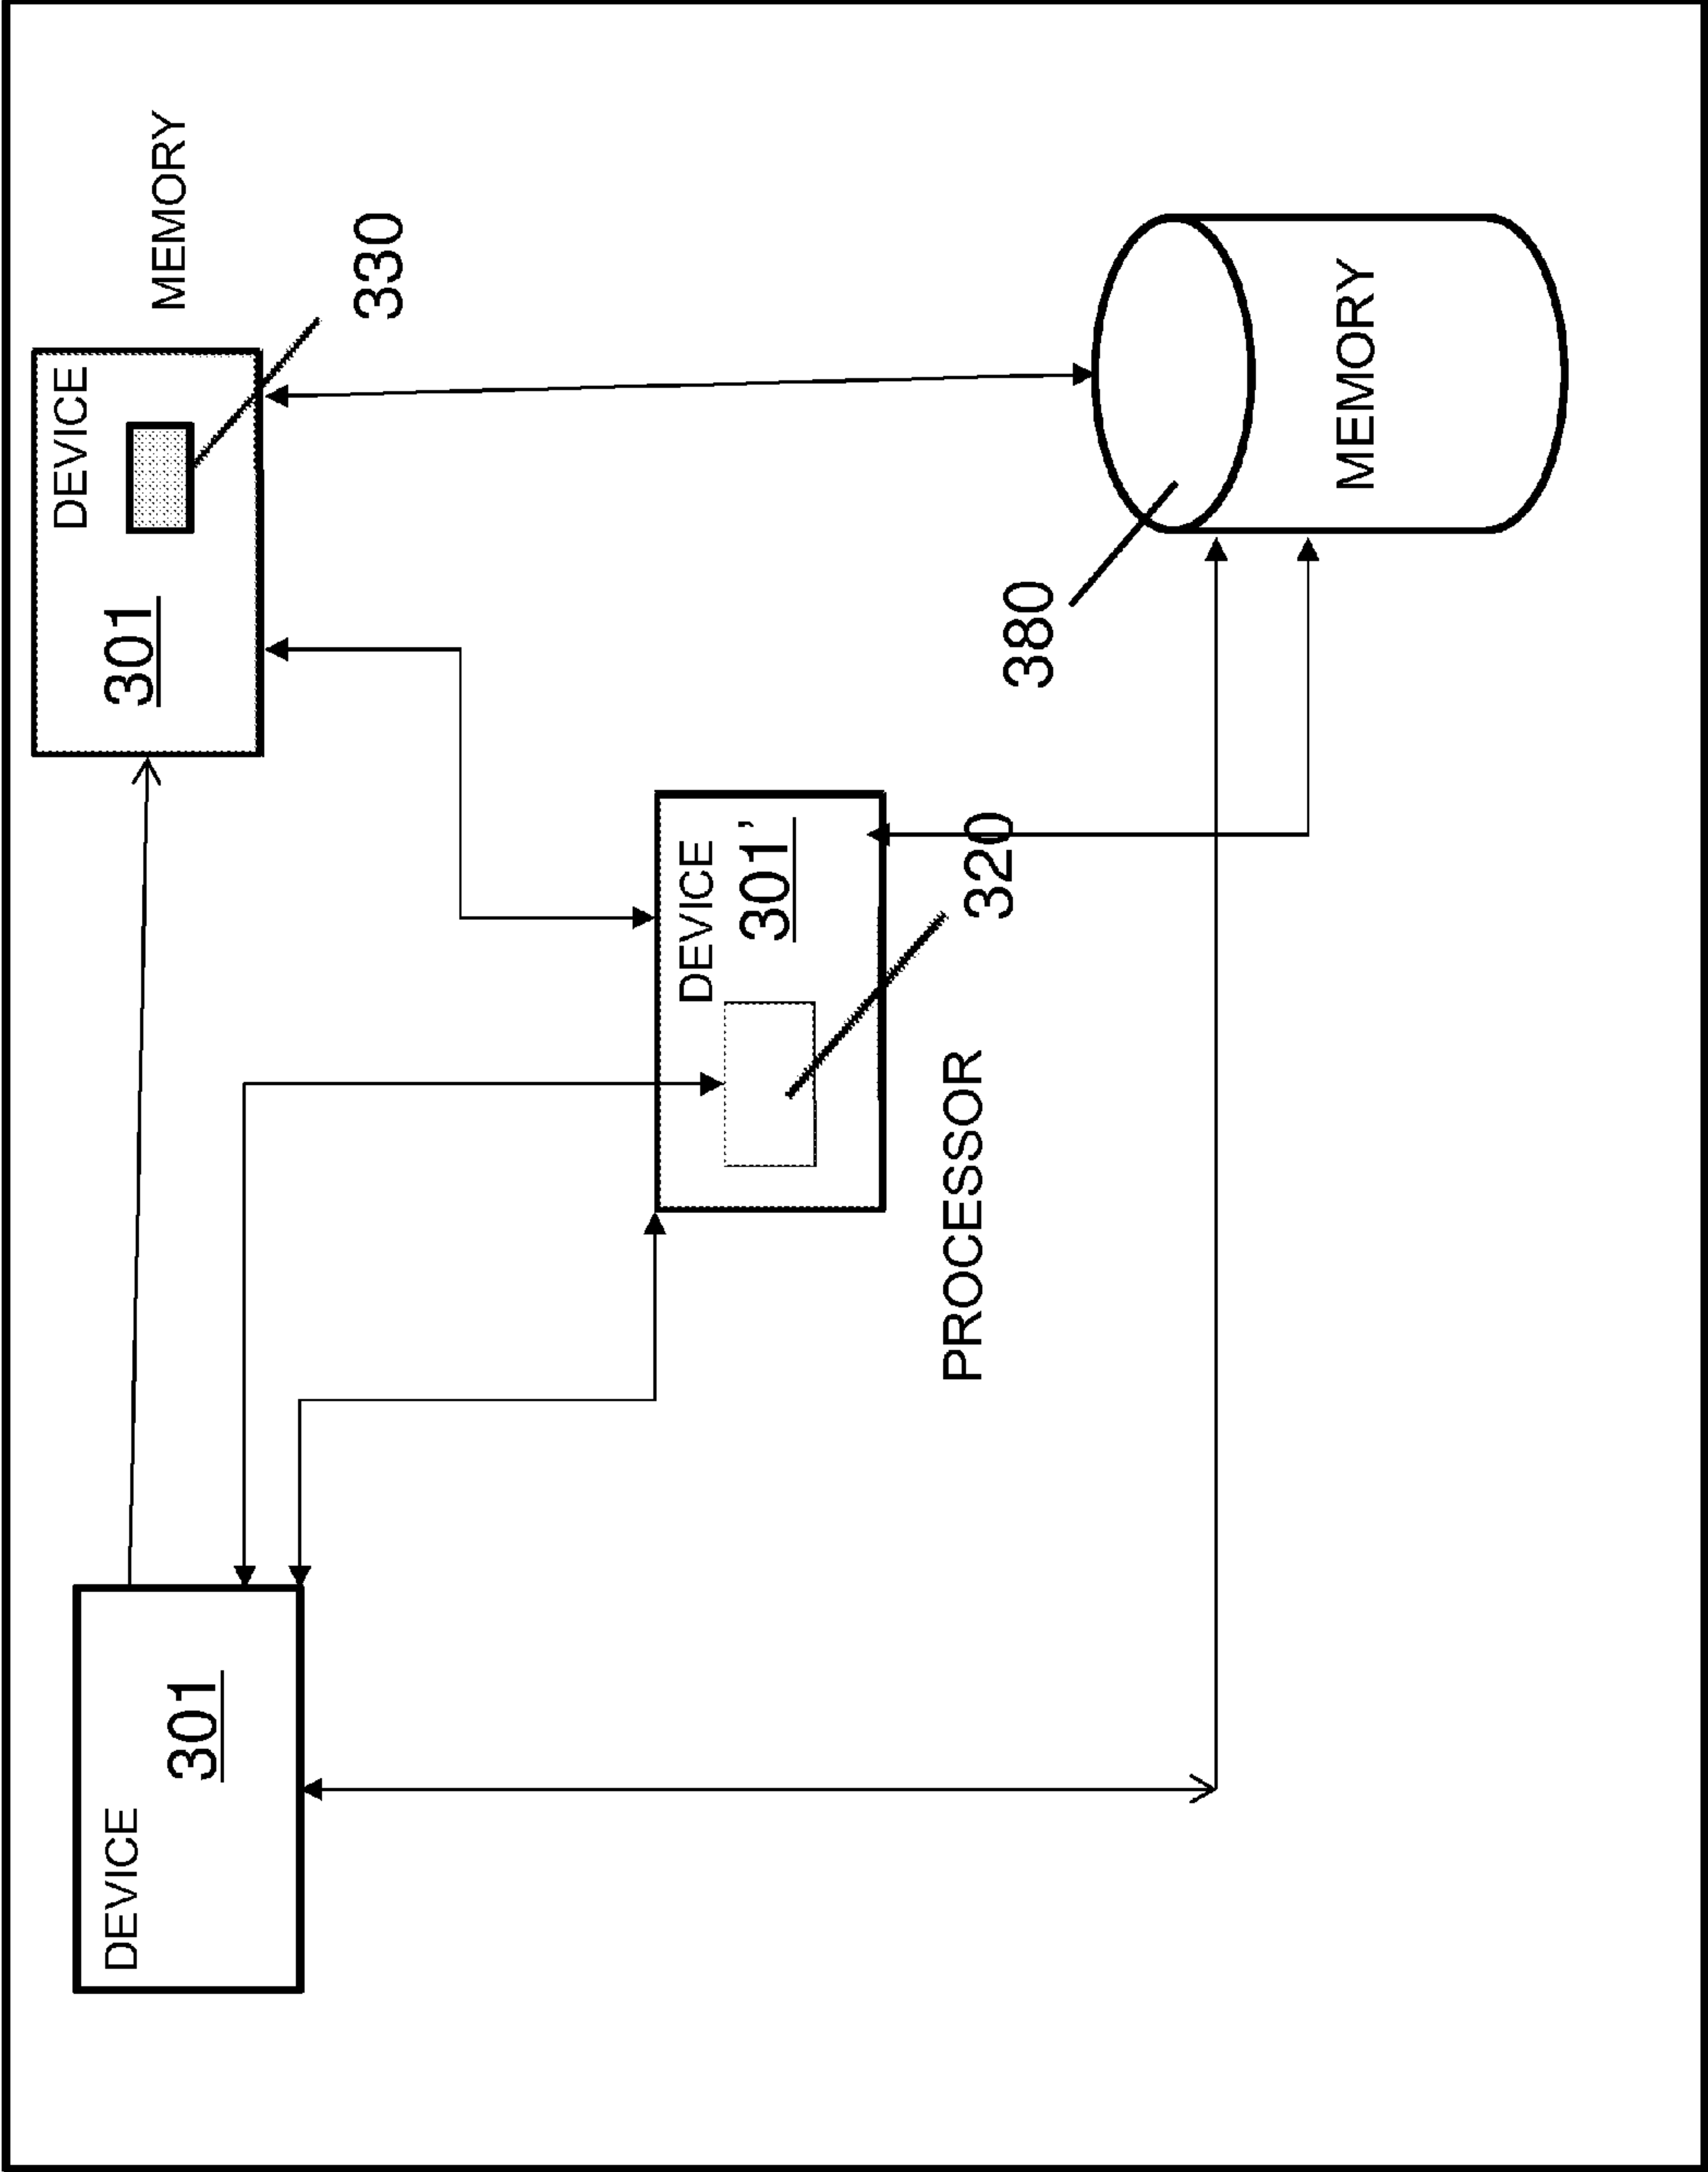 DEVICE
301
DEVICE
301
MEMORY
330
DEVICE
301’
PROCESSOR
320
380
MEMORY